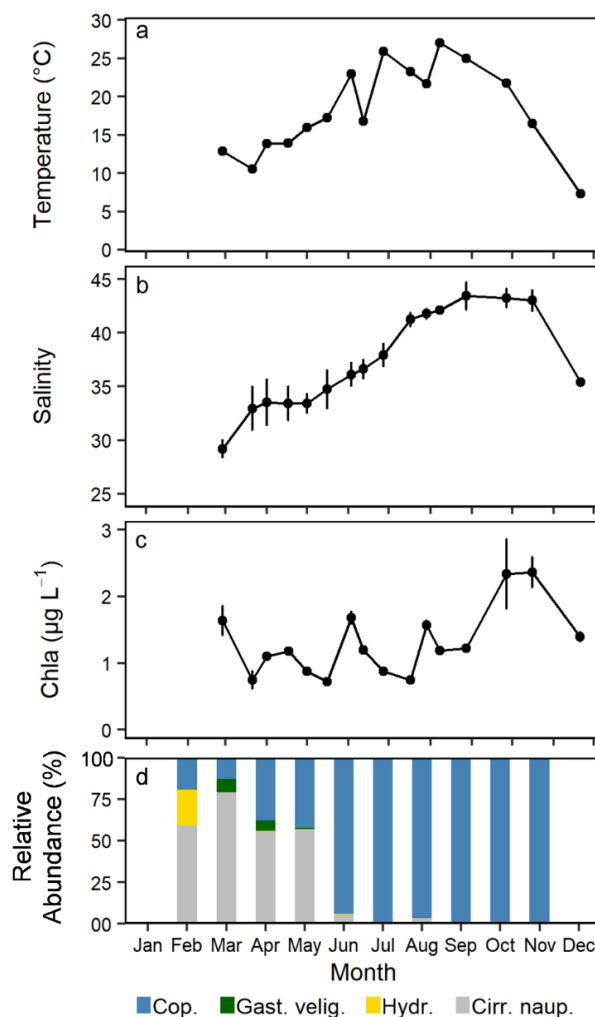 a
Temperature (°C)
30
25
20
15
10
5
0
b
Salinity
45
40
35
30
25
c
Chla (µg L⁻¹)
3
2
1
0
d
Relative
Abundance (%)
100
75
50
25
00
Jan Feb Mar Apr May Jun Jul Aug Sep Oct Nov Dec
Month
Cop. Gast. velig. Hydr. Cirr. naup.